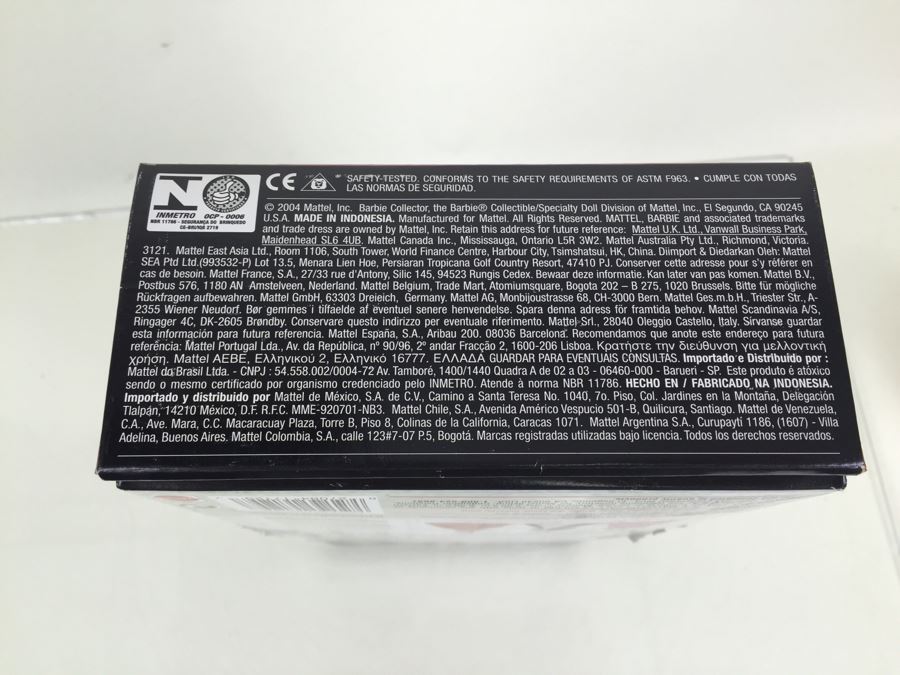 N
INMETRO OCP - 0006
NBR 11786 - SEGURANÇA DO BRINQUEDO
CE-BRI/IQB 2719
CE SAFETY-TESTED. CONFORMS TO THE SAFETY REQUIREMENTS OF ASTM F963. • CUMPLE CON TODAS
LAS NORMAS DE SEGURIDAD.
© 2004 Mattel, Inc. Barbie Collector, the Barbie® Collectible/Specialty Doll Division of Mattel, Inc., El Segundo, CA 90245
U.S.A. MADE IN INDONESIA. Manufactured for Mattel. All Rights Reserved. MATTEL, BARBIE and associated trademarks
and trade dress are owned by Mattel, Inc. Retain this address for future reference: Mattel U.K. Ltd., Vanwall Business Park,
Maidenhead SL6 4UB. Mattel Canada Inc., Mississauga, Ontario L5R 3W2. Mattel Australia Pty Ltd., Richmond, Victoria.
3121. Mattel East Asia Ltd., Room 1106, South Tower, World Finance Centre, Harbour City, Tsimshatsui, HK, China. Diimport & Diedarkan Oleh: Mattel
SEA Ptd Ltd.(993532-P) Lot 13.5, Menara Lien Hoe, Persiaran Tropicana Golf Country Resort, 47410 PJ. Conserver cette adresse pour s'y référer en
cas de besoin. Mattel France, S.A., 27/33 rue d'Antony, Silic 145, 94523 Rungis Cedex. Bewaar deze informatie. Kan later van pas komen. Mattel B.V.,
Postbus 576, 1180 AN Amstelveen, Nederland. Mattel Belgium, Trade Mart, Atomiumsquare, Bogota 202 – B 275, 1020 Brussels. Bitte für mögliche
Rückfragen aufbewahren. Mattel GmbH, 63303 Dreieich, Germany. Mattel AG, Monbijoustrasse 68, CH-3000 Bern. Mattel Ges.m.b.H., Triester Str., A-
2355 Wiener Neudorf. Bør gemmes i tilfaelde af eventuel senere henvendelse. Spara denna adress för framtida behov. Mattel Scandinavia A/S,
Ringager 4C, DK-2605 Brøndby. Conservare questo indirizzo per eventuale riferimento. Mattel Srl., 28040 Oleggio Castello, Italy. Sirvanse guardar
esta información para futura referencia. Mattel España, S.A., Aribau 200. 08036 Barcelona. Recomendamos que anote este endereço para futura
referência: Mattel Portugal Lda., Av. da República, nº 90/96, 2º andar Fracção 2, 1600-206 Lisboa. Κρατήστε την διεύθυνση για μελλοντική
χρήση. Mattel AEBE, Ελληνικού 2, Ελληνικό 16777. ΕΛΛΑΔΑ GUARDAR PARA EVENTUAIS CONSULTAS. Importado e Distribuido por :
Mattel do Brasil Ltda. - CNPJ : 54.558.002/0004-72 Av. Tamboré, 1400/1440 Quadra A de 02 a 03 - 06460-000 - Barueri - SP. Este produto é atóxico
sendo o mesmo certificado por organismo credenciado pelo INMETRO. Atende à norma NBR 11786. HECHO EN / FABRICADO NA INDONESIA.
Importado y distribuido por Mattel de México, S.A. de C.V., Camino a Santa Teresa No. 1040, 7o. Piso, Col. Jardines en la Montaña, Delegación
Tlalpán, 14210 México, D.F. R.F.C. MME-920701-NB3. Mattel Chile, S.A., Avenida Américo Vespucio 501-B, Quilicura, Santiago. Mattel de Venezuela,
C.A., Ave. Mara, C.C. Macaracuay Plaza, Torre B, Piso 8, Colinas de la California, Caracas 1071. Mattel Argentina S.A., Curupaytí 1186, (1607) - Villa
Adelina, Buenos Aires. Mattel Colombia, S.A., calle 123#7-07 P.5, Bogotá. Marcas registradas utilizadas bajo licencia. Todos los derechos reservados.